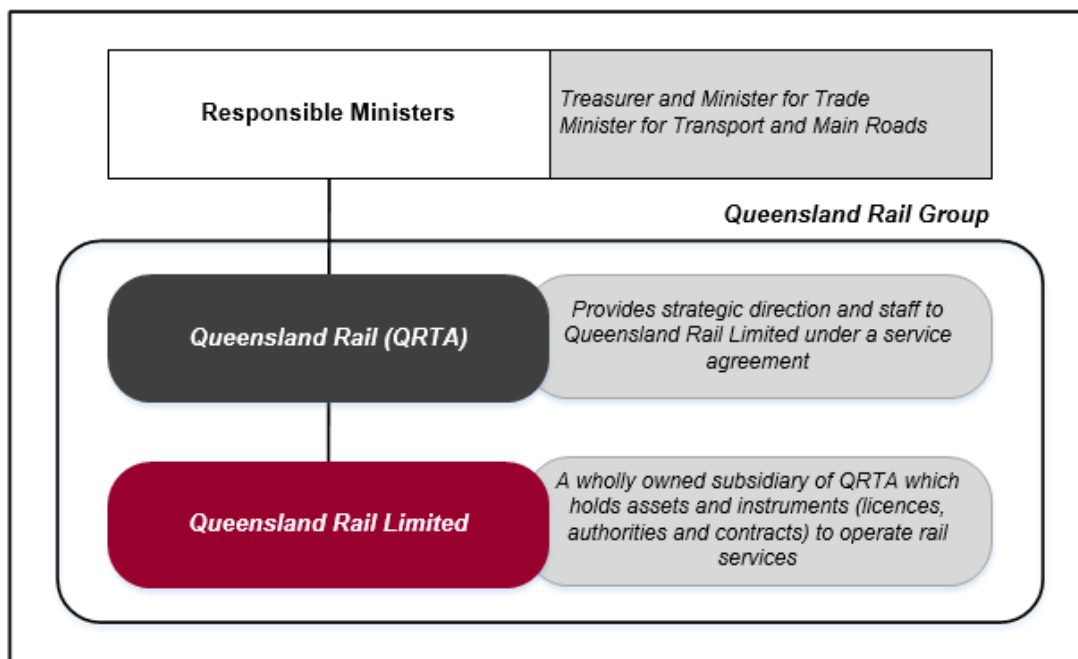 Responsible Ministers
Treasurer and Minister for Trade
Minister for Transport and Main Roads
Queensland Rail Group
Queensland Rail (QRTA)
Provides strategic direction and staff to
Queensland Rail Limited under a service
agreement
Queensland Rail Limited
A wholly owned subsidiary of QRTA which
holds assets and instruments (licences,
authorities and contracts) to operate rail
services